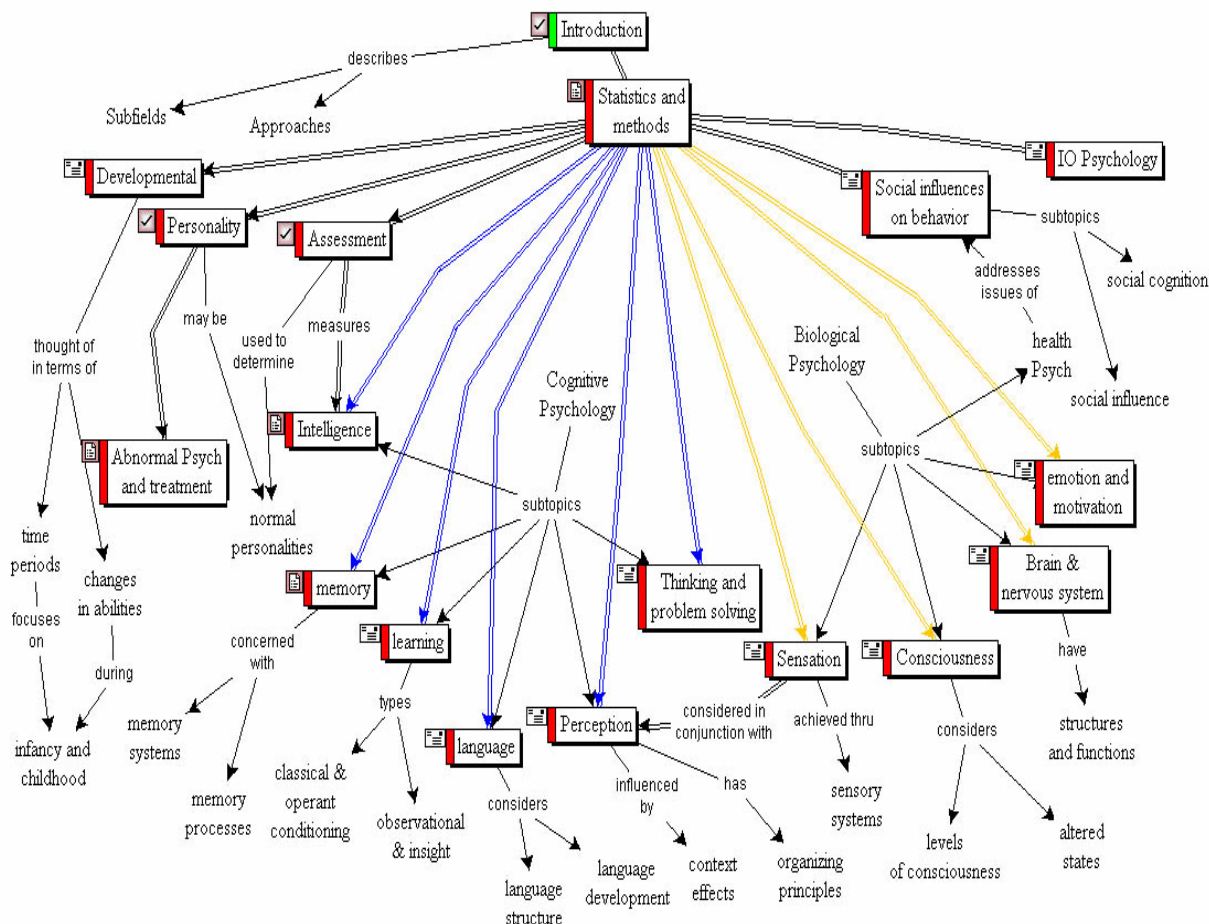 Introduction
describes
Subfields
Approaches
Statistics and
methods
Developmental
Personality
Assessment
Social influences
on behavior
IO Psychology
subtopics
social cognition
addresses
issues of
health
Psych
social influence
may be
used to
determine
measures
thought of
in terms of
Biological
Psychology
Cognitive
Psychology
Intelligence
Abnormal Psych
and treatment
subtopics
emotion and
motivation
subtopics
normal
personalities
time
periods
changes
in abilities
memory
Thinking and
problem solving
Brain &
nervous system
focuses
on
during
concerned
with
learning
Sensation
Consciousness
have
types
language
Perception
considered in
conjunction with
achieved thru
considers
structures
and functions
infancy and
childhood
memory
systems
memory
processes
classical &
operant
conditioning
observational
& insight
considers
influenced
by
has
sensory
systems
levels
of consciousness
altered
states
language
structure
language
development
context
effects
organizing
principles